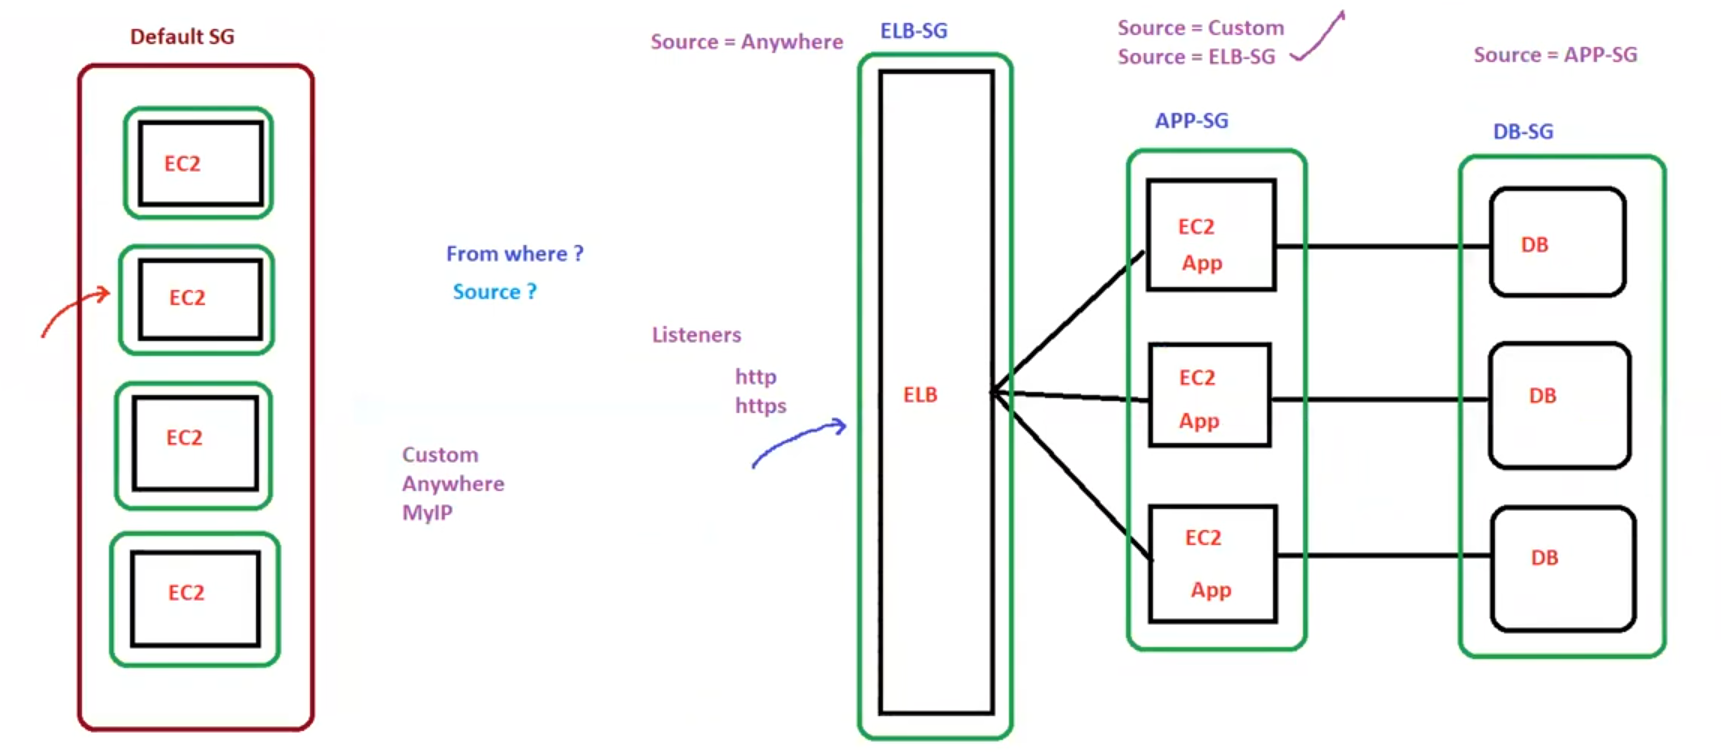 Default SG
EC2
EC2
EC2
EC2
From where ?
Source ?
Custom
Anywhere
MyIP
Source = Anywhere
ELB-SG
Listeners
http
https
ELB
Source = Custom
Source = ELB-SG
APP-SG
EC2
App
EC2
App
EC2
App
Source = APP-SG
DB-SG
DB
DB
DB